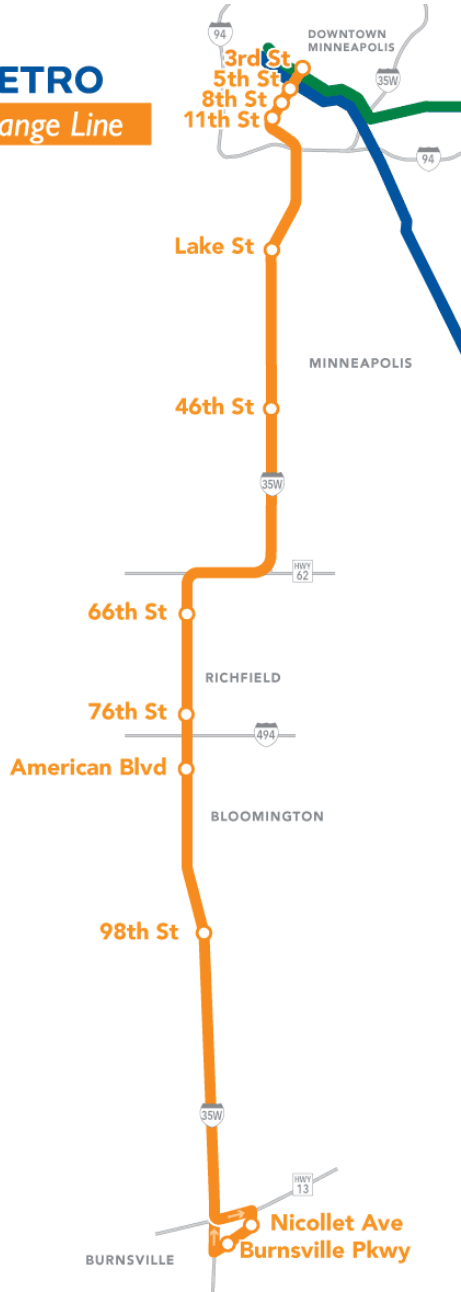 94
DOWNTOWN
MINNEAPOLIS
3rd St
ETRO
5th St
35W
8th St
ange Line
11th St
94
Lake St
MINNEAPOLIS
46th St
35W
HWY
62
66th St
RICHFIELD
76th St
494
American Blvd
BLOOMINGTON
98th St
35W
HWY
13
Nicollet Ave
Burnsville Pkwy
BURNSVILLE